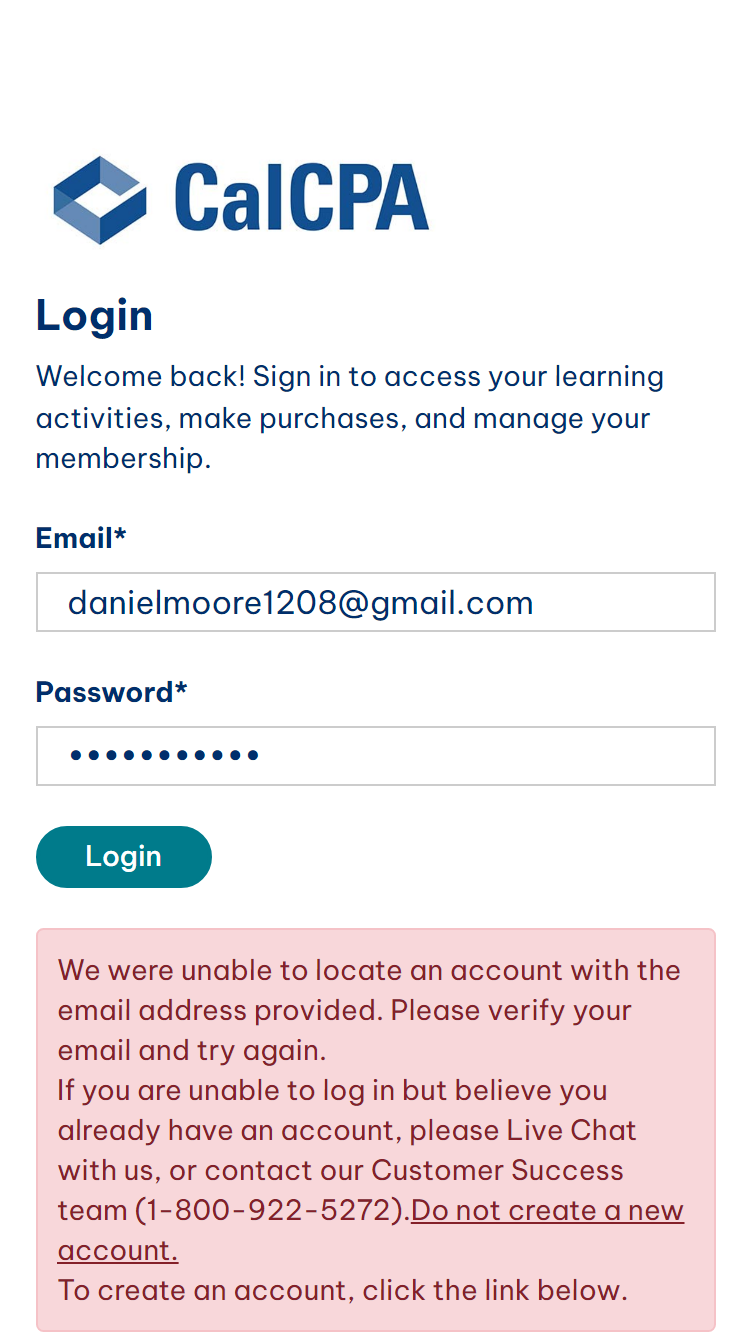 CalCPA
Login
Welcome back! Sign in to access your learning
activities, make purchases, and manage your
membership.
Email*
danielmoore1208@gmail.com
Password*
•••••••••••
Login
We were unable to locate an account with the
email address provided. Please verify your
email and try again.
If you are unable to log in but believe you
already have an account, please Live Chat
with us, or contact our Customer Success
team (1-800-922-5272).Do not create a new
account.
To create an account, click the link below.